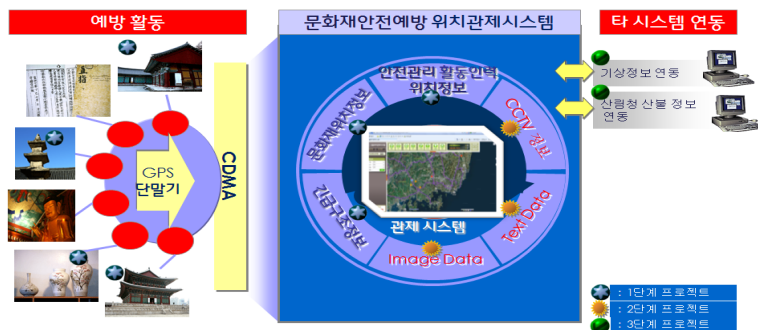 예방 활동
문화재안전예방 위치관제시스템
타 시스템 연동
GPS
단말기
CDMA
안전관리 활동인력
위치정보
문화재위치정보
CCTV 정보
긴급구조정보
Text Data
관제 시스템
Image Data
기상정보 연동
산림청 산불 정보
연동
: 1단계 프로젝트
: 2단계 프로젝트
: 3단계 프로젝트